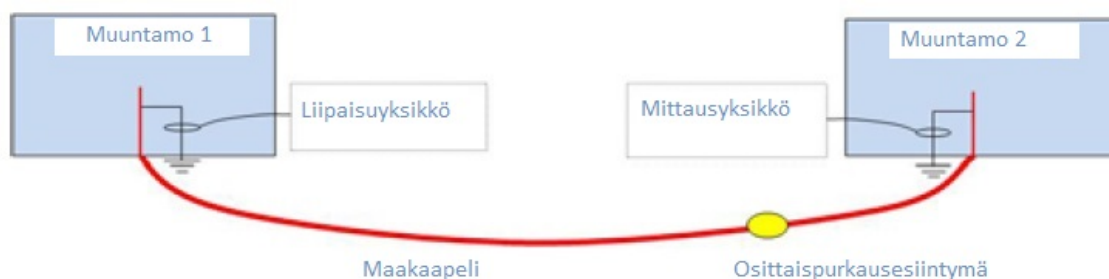 Muuntamo 1
Muuntamo 2
Liipaisuyksikkö
Mittausyksikkö
Maakaapeli
Osittaispurkausesiintymä